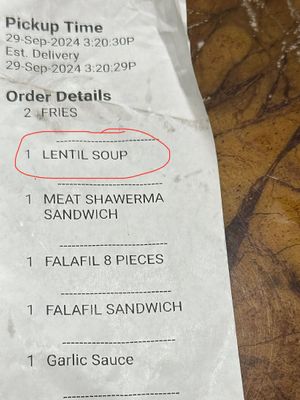 Pickup Time
29-Sep-2024 3:20:30P
Est. Delivery
29-Sep-2024 3:20:29P
Order Details
2 FRIES
1 LENTIL SOUP
1 MEAT SHAWERMA
SANDWICH
1 FALAFIL 8 PIECES
1 FALAFIL SANDWICH
1 Garlic Sauce